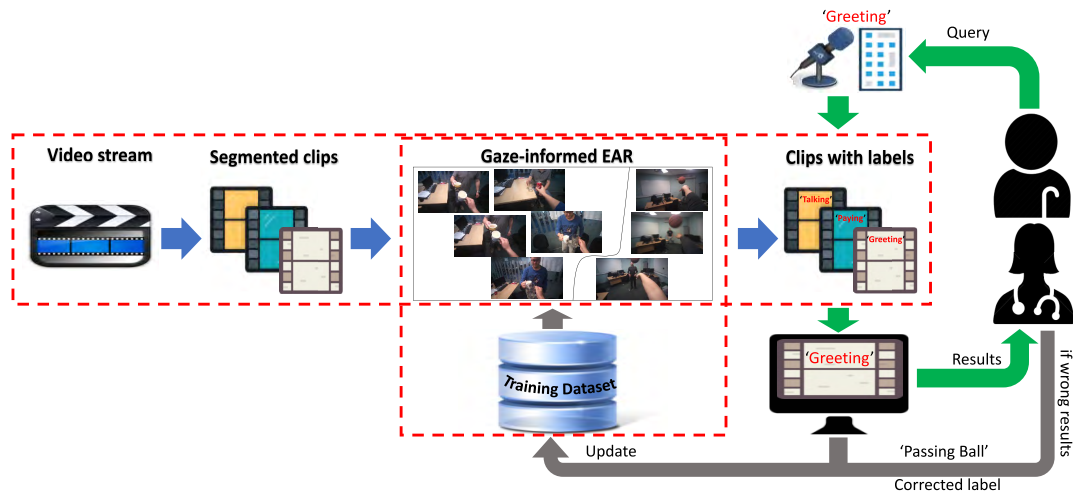 ‘Greeting’
Query
Video stream
Segmented clips
Gaze-informed EAR
Clips with labels
‘Talking’
‘Paying’
‘Greeting’
Training Dataset
‘Greeting’
Results
if wrong results
Update
‘Passing Ball’
Corrected label